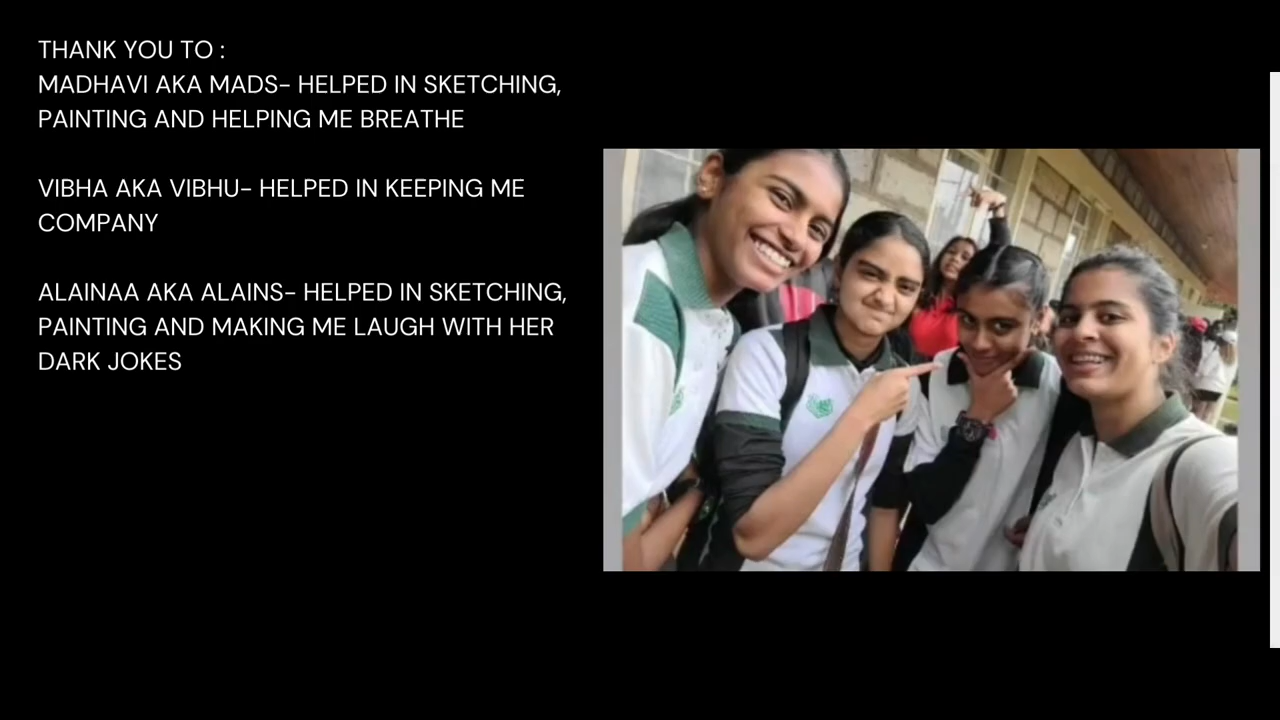 THANK YOU TO :
MADHAVI AKA MADS- HELPED IN SKETCHING,
PAINTING AND HELPING ME BREATHE
VIBHA AKA VIBHU- HELPED IN KEEPING ME
COMPANY
ALAINAA AKA ALAINS- HELPED IN SKETCHING,
PAINTING AND MAKING ME LAUGH WITH HER
DARK JOKES